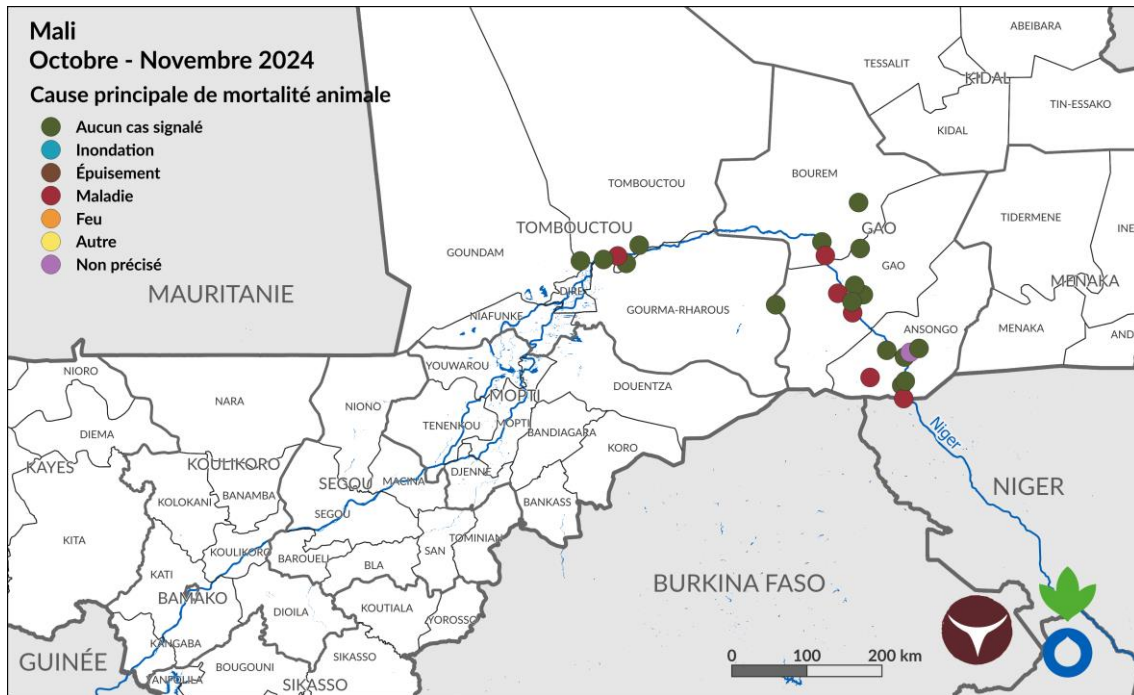 Mali
Octobre - Novembre 2024
Cause principale de mortalité animale
Aucun cas signalé
Inondation
Épuisement
Maladie
Feu
Autre
Non précisé
ABEIBARA
TESSALIT
KIDAL
TIN-ESSAKO
KIDAL
BOUREM
TOMBOUCTOU
TIDERMENE
TOMBOUCTOU
GAO
GOUNDAM
GAO
MENAKA
MAURITANIE
DIRE
GOURMA-RHAROUS
NIAFUNKE
ANSONGO
MENAKA
AND
YOUWAROU
NIORO
DOUENTZA
NARA
NIONO
MOPTI
TENENKOU
MOPTI
BANDIAGARA
Niger
DIEMA
KORO
KAYES
KOULIKORO
DJENNE
SEGOU
MACINA
NIGER
KOLOKANI
BANAMBA
BANKASS
SEGOU
KITA
TOMINIAN
KOULIKORO
SAN
BAROUELI
BLA
KATI
BURKINA FASO
BAMAKO
DIOILA
KOUTIALA
YOROSSO
KANGABA
GUINÉE
SIKASSO
BOUGOUNI
SIKASSO
0 100 200 km